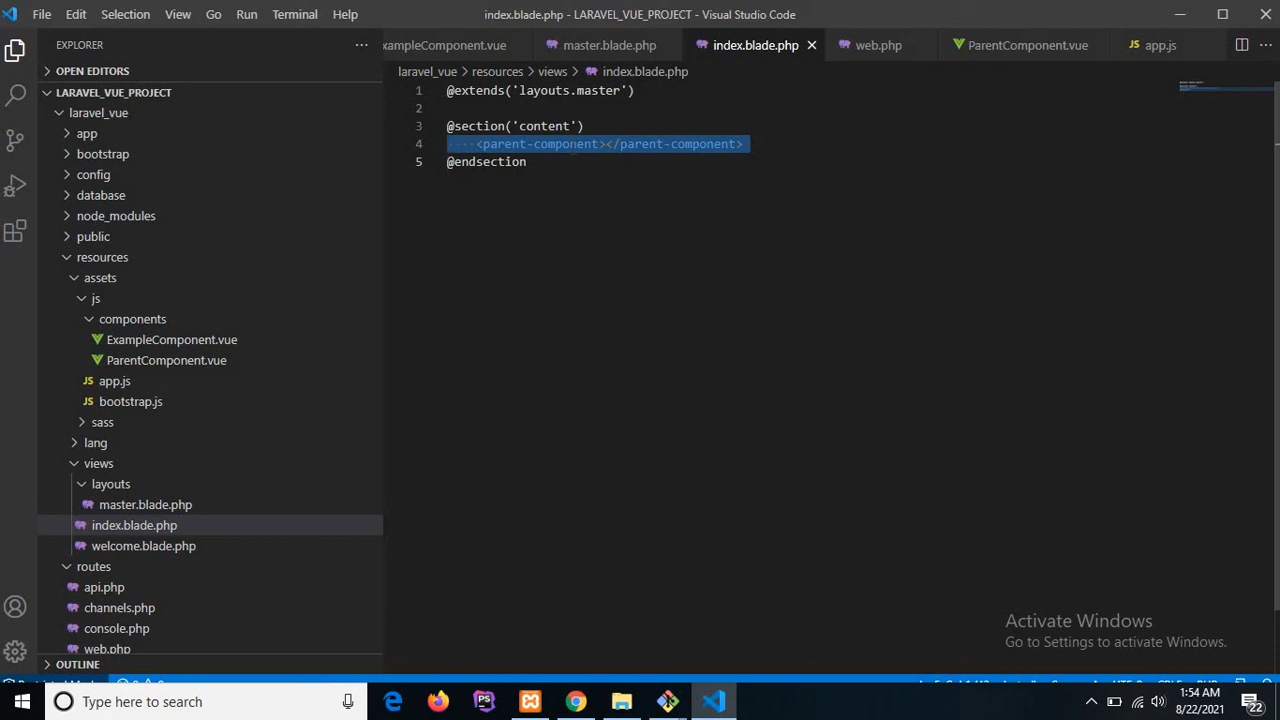 File Edit Selection View Go Run Terminal Help
index.blade.php - LARAVEL_VUE_PROJECT - Visual Studio Code
EXPLORER
xampleComponent.vue master.blade.php index.blade.php web.php ParentComponent.vue JS app.js
OPEN EDITORS
laravel_vue > resources > views > index.blade.php
LARAVEL_VUE_PROJECT
laravel_vue
app
bootstrap
config
database
node_modules
public
resources
assets
js
components
ExampleComponent.vue
ParentComponent.vue
JS app.js
JS bootstrap.js
sass
lang
views
layouts
master.blade.php
index.blade.php
welcome.blade.php
routes
api.php
channels.php
console.php
web.php
OUTLINE
1 @extends('layouts.master')
2
3 @section('content')
4 <parent-component></parent-component>
5 @endsection
Activate Windows
Go to Settings to activate Windows.
Type here to search
PS
1:54 AM
8/22/2021
22